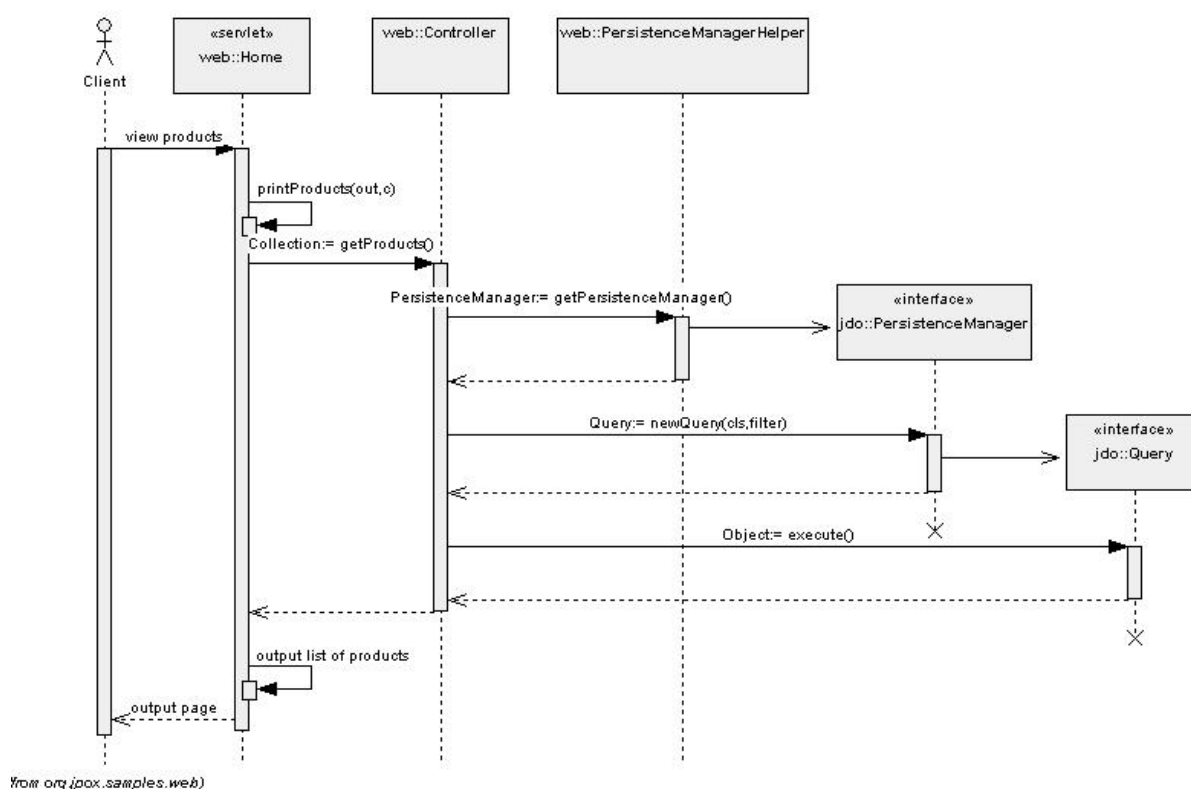 Client
«servlet»
web::Home
web::Controller
web::PersistenceManagerHelper
view products
printProducts(out,c)
Collection:= getProducts()
PersistenceManager:= getPersistenceManager()
«interface»
jdo::PersistenceManager
Query:= newQuery(cls,filter)
«interface»
jdo::Query
Object:= execute()
output list of products
output page
from org.jpox.samples.web)